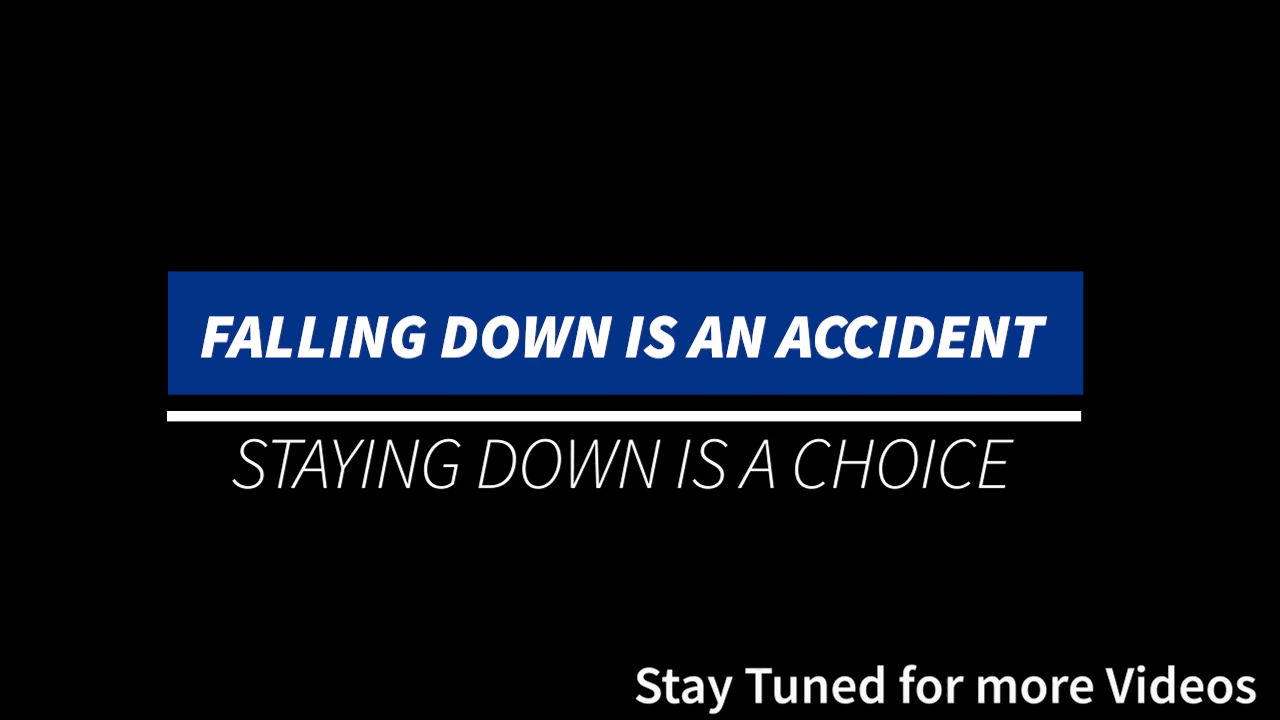 FALLING DOWN IS AN ACCIDENT
STAYING DOWN IS A CHOICE
Stay Tuned for more Videos